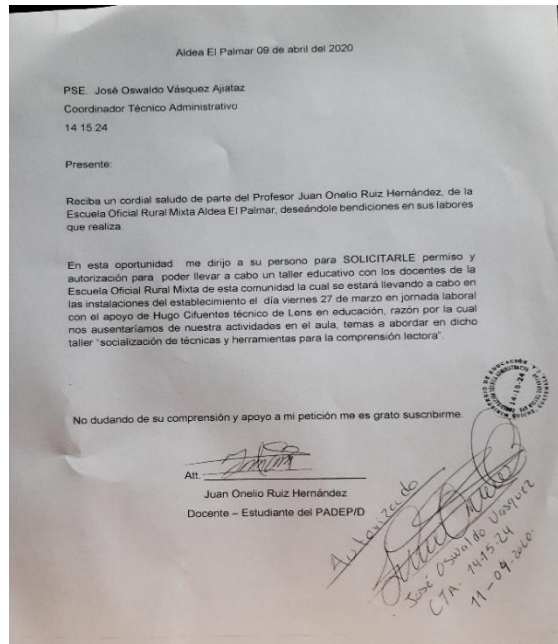 Aldea El Palmar 09 de abril del 2020
PSE. José Oswaldo Vásquez Ajiataz
Coordinador Técnico Administrativo
14 15 24
Presente:
Reciba un cordial saludo de parte del Profesor Juan Onelio Ruiz Hernández, de la
Escuela Oficial Rural Mixta Aldea El Palmar, deseándole bendiciones en sus labores
que realiza.
En esta oportunidad me dirijo a su persona para SOLICITARLE permiso y
autorización para poder llevar a cabo un taller educativo con los docentes de la
Escuela Oficial Rural Mixta de esta comunidad la cual se estará llevando a cabo en
las instalaciones del establecimiento el día viernes 27 de marzo en jornada laboral
con el apoyo de Hugo Cifuentes técnico de Lens en educación, razón por la cual
nos ausentaríamos de nuestra actividades en el aula, temas a abordar en dicho
taller “socialización de técnicas y herramientas para la comprensión lectora”.
14-15-24
No dudando de su comprensión y apoyo a mi petición me es grato suscribirme.
Att.
Juan Onelio Ruiz Hernández
Docente – Estudiante del PADEP/D
Autorizado
José Oswaldo Vasquez
CTA. 14-15-24
11-04-2020.